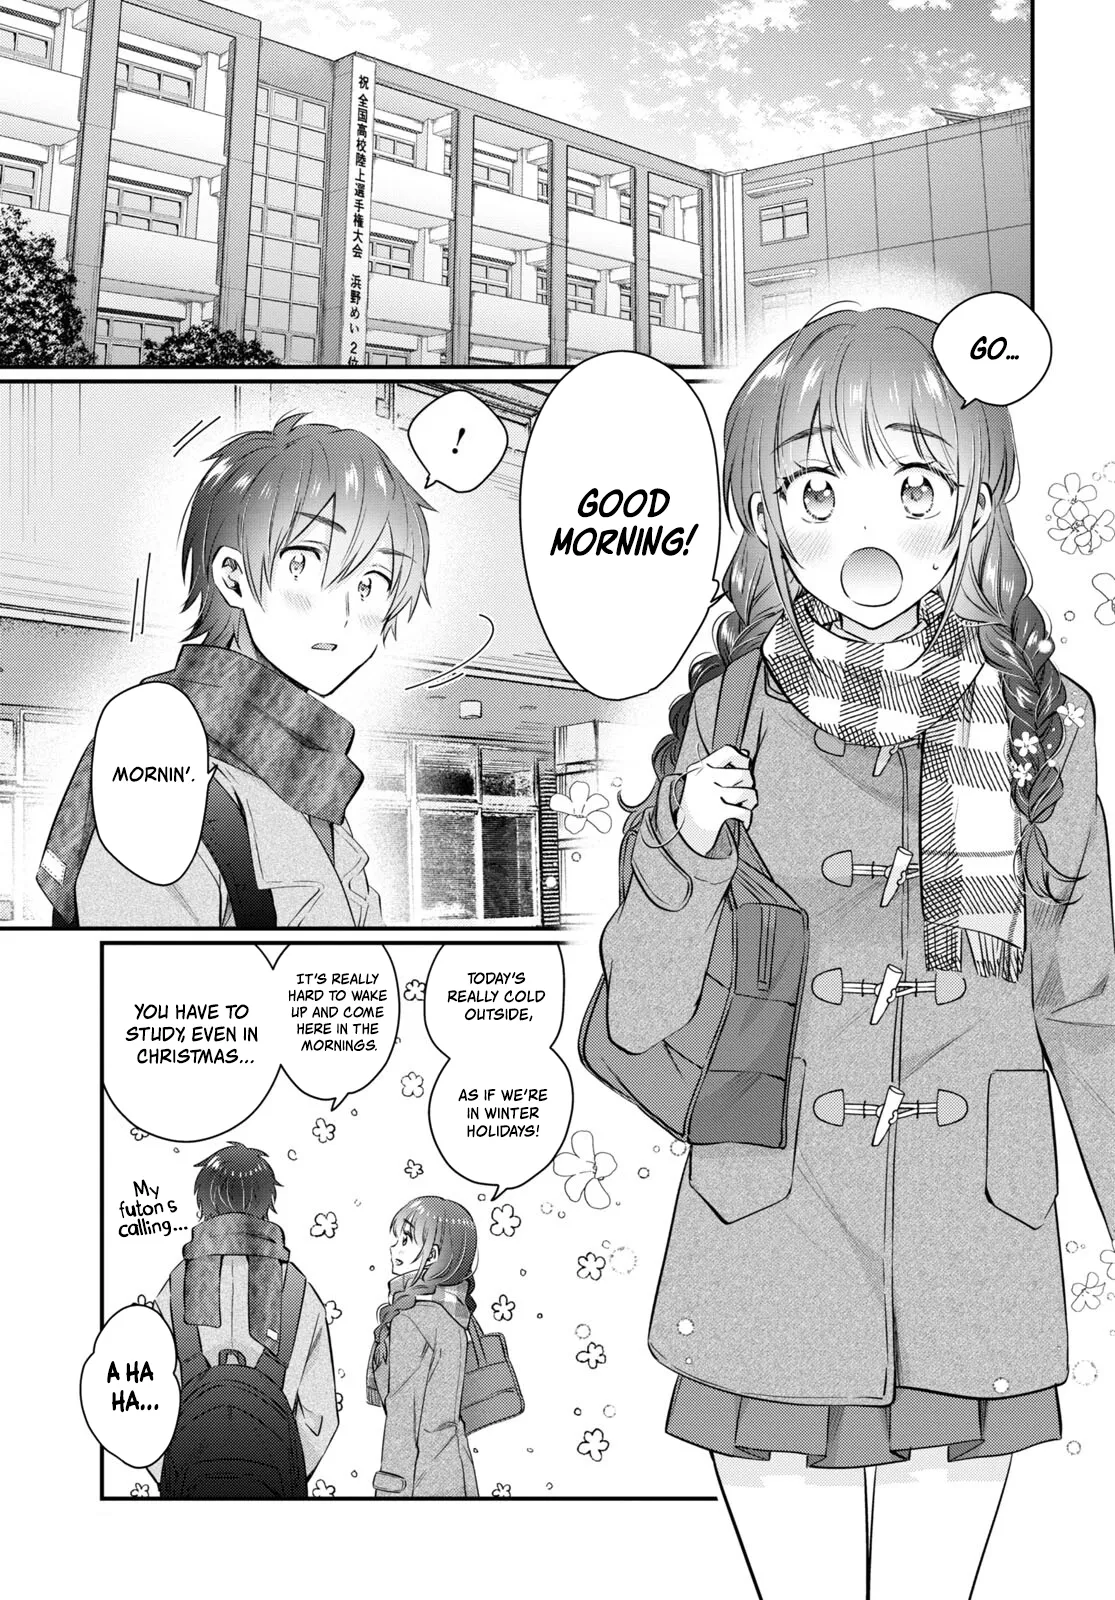 祝 全国高校陸上選手権大会 浜野めい 2位
GO...
GOOD
MORNING!
!
MORNIN'.
TODAY'S
REALLY COLD
OUTSIDE,
AS IF WE'RE
IN WINTER
HOLIDAYS!
IT'S REALLY
HARD TO WAKE
UP AND COME
HERE IN THE
MORNINGS.
YOU HAVE TO
STUDY, EVEN IN
CHRISTMAS...
My
futon's
calling...
A HA
HA...